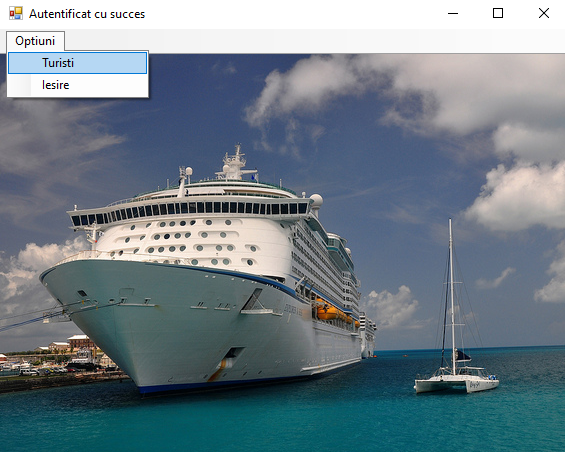 Autentificat cu succes
Optiuni
Turisti
Iesire